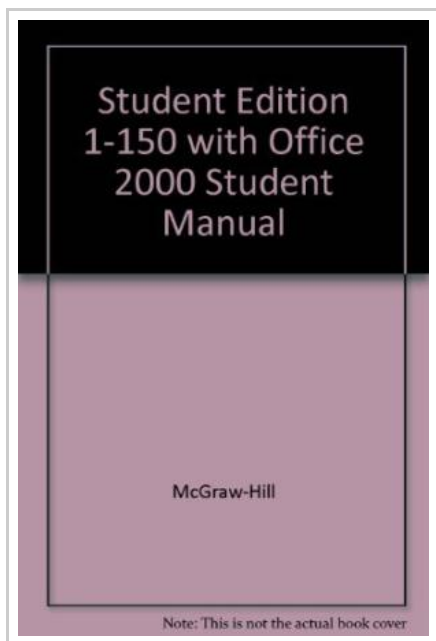 Student Edition
1-150 with Office
2000 Student
Manual
McGraw-Hill
Note: This is not the actual book cover